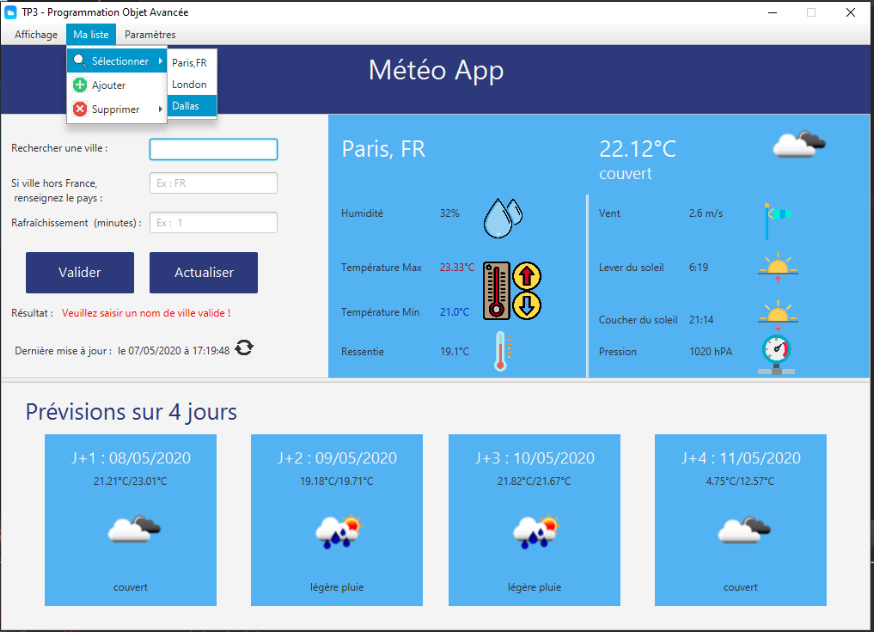 TP3 - Programmation Objet Avancée
Affichage Ma liste Paramètres
Sélectionner
Ajouter
Supprimer
Paris,FR
London
Dallas
Météo App
Rechercher une ville :
Si ville hors France,
renseignez le pays :
Ex : FR
Rafraîchissement (minutes) :
Ex : 1
Valider
Actualiser
Résultat : Veuillez saisir un nom de ville valide !
Dernière mise à jour : le 07/05/2020 à 17:19:48
Paris, FR
22.12°C
couvert
Humidité 32%
Température Max 23.33°C
Température Min 21.0°C
Ressentie 19.1°C
Vent 2.6 m/s
Lever du soleil 6:19
Coucher du soleil 21:14
Pression 1020 hPA
Prévisions sur 4 jours
J+1 : 08/05/2020
21.21°C/23.01°C
couvert
J+2 : 09/05/2020
19.18°C/19.71°C
légère pluie
J+3 : 10/05/2020
21.82°C/21.67°C
légère pluie
J+4 : 11/05/2020
4.75°C/12.57°C
couvert